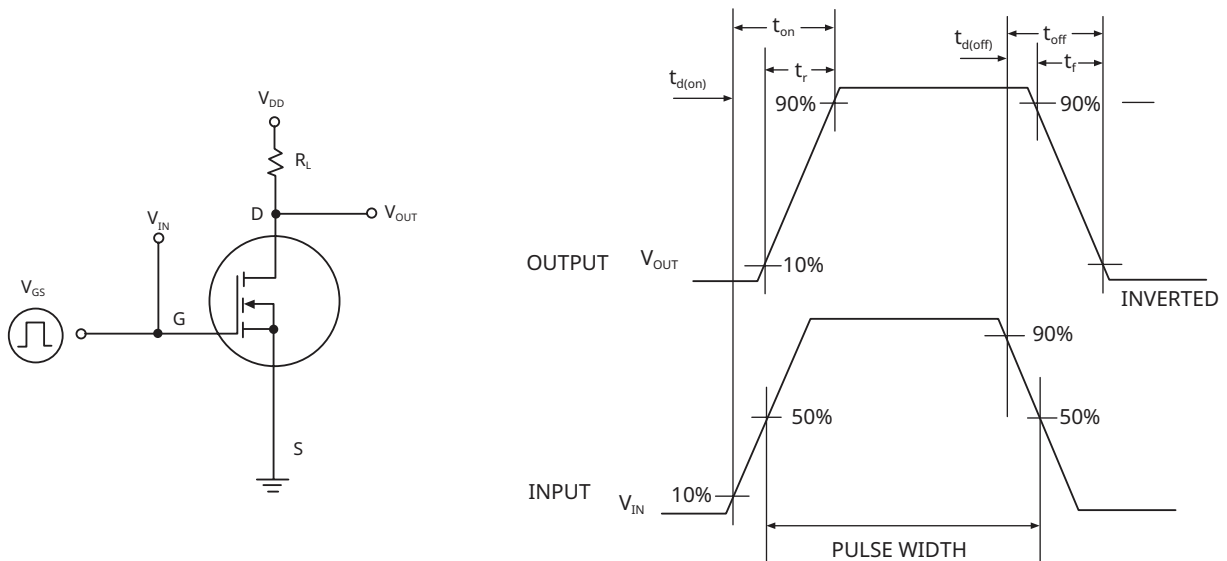 V_DD
R_L
D
V_OUT
V_IN
V_GS
G
S
t_on
t_r
t_d(on)
90%
OUTPUT V_OUT
10%
t_d(off)
t_off
t_f
90%
INVERTED
90%
50%
50%
INPUT V_IN
10%
PULSE WIDTH